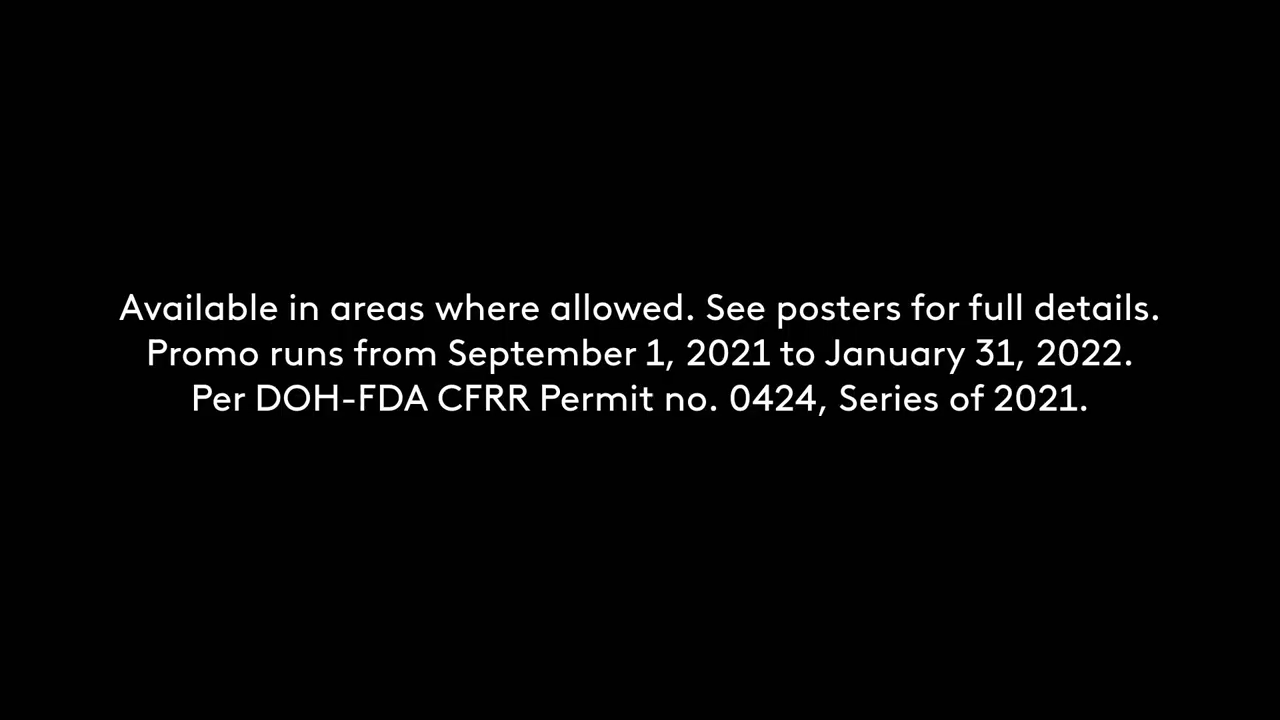 Available in areas where allowed. See posters for full details.
Promo runs from September 1, 2021 to January 31, 2022.
Per DOH-FDA CFRR Permit no. 0424, Series of 2021.